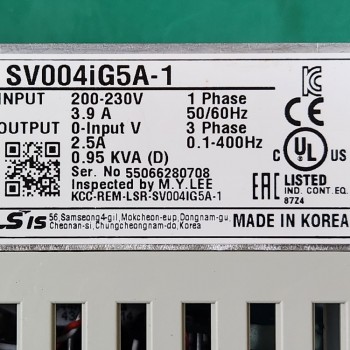 SV004iG5A-1
INPUT 200-230V 1 Phase
3.9 A 50/60Hz
OUTPUT 0-Input V 3 Phase
2.5A 0.1-400Hz
0.95 KVA (D)
Ser. No 55066280708
Inspected by M.Y.LEE
KCC-REM-LSR-SV004IG5A-1
C UL US
LISTED
IND. CONT. EQ.
87Z4
EAC
LSIS
56,Samseong4-gil,Mokcheon-eup,Dongnam-gu,
Cheonan-si,Chungcheongnam-do,Korea
MADE IN KOREA